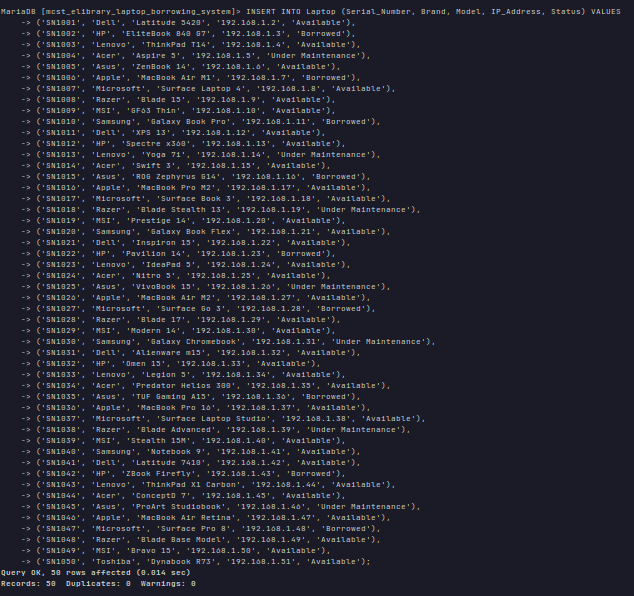 MariaDB [mcst_elibrary_laptop_borrowing_system]> INSERT INTO Laptop (Serial_Number, Brand, Model, IP_Address, Status) VALUES
-> ('SN1001', 'Dell', 'Latitude 5420', '192.168.1.2', 'Available'),
-> ('SN1002', 'HP', 'EliteBook 840 G7', '192.168.1.3', 'Borrowed'),
-> ('SN1003', 'Lenovo', 'ThinkPad T14', '192.168.1.4', 'Available'),
-> ('SN1004', 'Acer', 'Aspire 5', '192.168.1.5', 'Under Maintenance'),
-> ('SN1005', 'Asus', 'ZenBook 14', '192.168.1.6', 'Available'),
-> ('SN1006', 'Apple', 'MacBook Air M1', '192.168.1.7', 'Borrowed'),
-> ('SN1007', 'Microsoft', 'Surface Laptop 4', '192.168.1.8', 'Available'),
-> ('SN1008', 'Razer', 'Blade 15', '192.168.1.9', 'Available'),
-> ('SN1009', 'MSI', 'GF63 Thin', '192.168.1.10', 'Available'),
-> ('SN1010', 'Samsung', 'Galaxy Book Pro', '192.168.1.11', 'Borrowed'),
-> ('SN1011', 'Dell', 'XPS 13', '192.168.1.12', 'Available'),
-> ('SN1012', 'HP', 'Spectre x360', '192.168.1.13', 'Available'),
-> ('SN1013', 'Lenovo', 'Yoga 7i', '192.168.1.14', 'Under Maintenance'),
-> ('SN1014', 'Acer', 'Swift 3', '192.168.1.15', 'Available'),
-> ('SN1015', 'Asus', 'ROG Zephyrus G14', '192.168.1.16', 'Borrowed'),
-> ('SN1016', 'Apple', 'MacBook Pro M2', '192.168.1.17', 'Available'),
-> ('SN1017', 'Microsoft', 'Surface Book 3', '192.168.1.18', 'Available'),
-> ('SN1018', 'Razer', 'Blade Stealth 13', '192.168.1.19', 'Under Maintenance'),
-> ('SN1019', 'MSI', 'Prestige 14', '192.168.1.20', 'Available'),
-> ('SN1020', 'Samsung', 'Galaxy Book Flex', '192.168.1.21', 'Available'),
-> ('SN1021', 'Dell', 'Inspiron 15', '192.168.1.22', 'Available'),
-> ('SN1022', 'HP', 'Pavilion 14', '192.168.1.23', 'Borrowed'),
-> ('SN1023', 'Lenovo', 'IdeaPad 5', '192.168.1.24', 'Available'),
-> ('SN1024', 'Acer', 'Nitro 5', '192.168.1.25', 'Available'),
-> ('SN1025', 'Asus', 'VivoBook 15', '192.168.1.26', 'Under Maintenance'),
-> ('SN1026', 'Apple', 'MacBook Air M2', '192.168.1.27', 'Available'),
-> ('SN1027', 'Microsoft', 'Surface Go 3', '192.168.1.28', 'Borrowed'),
-> ('SN1028', 'Razer', 'Blade 17', '192.168.1.29', 'Available'),
-> ('SN1029', 'MSI', 'Modern 14', '192.168.1.30', 'Available'),
-> ('SN1030', 'Samsung', 'Galaxy Chromebook', '192.168.1.31', 'Under Maintenance'),
-> ('SN1031', 'Dell', 'Alienware m15', '192.168.1.32', 'Available'),
-> ('SN1032', 'HP', 'Omen 15', '192.168.1.33', 'Available'),
-> ('SN1033', 'Lenovo', 'Legion 5', '192.168.1.34', 'Available'),
-> ('SN1034', 'Acer', 'Predator Helios 300', '192.168.1.35', 'Available'),
-> ('SN1035', 'Asus', 'TUF Gaming A15', '192.168.1.36', 'Borrowed'),
-> ('SN1036', 'Apple', 'MacBook Pro 16', '192.168.1.37', 'Available'),
-> ('SN1037', 'Microsoft', 'Surface Laptop Studio', '192.168.1.38', 'Available'),
-> ('SN1038', 'Razer', 'Blade Advanced', '192.168.1.39', 'Under Maintenance'),
-> ('SN1039', 'MSI', 'Stealth 15M', '192.168.1.40', 'Available'),
-> ('SN1040', 'Samsung', 'Notebook 9', '192.168.1.41', 'Available'),
-> ('SN1041', 'Dell', 'Latitude 7410', '192.168.1.42', 'Available'),
-> ('SN1042', 'HP', 'ZBook Firefly', '192.168.1.43', 'Borrowed'),
-> ('SN1043', 'Lenovo', 'ThinkPad X1 Carbon', '192.168.1.44', 'Available'),
-> ('SN1044', 'Acer', 'ConceptD 7', '192.168.1.45', 'Available'),
-> ('SN1045', 'Asus', 'ProArt Studiobook', '192.168.1.46', 'Under Maintenance'),
-> ('SN1046', 'Apple', 'MacBook Air Retina', '192.168.1.47', 'Available'),
-> ('SN1047', 'Microsoft', 'Surface Pro 8', '192.168.1.48', 'Borrowed'),
-> ('SN1048', 'Razer', 'Blade Base Model', '192.168.1.49', 'Available'),
-> ('SN1049', 'MSI', 'Bravo 15', '192.168.1.50', 'Available'),
-> ('SN1050', 'Toshiba', 'Dynabook R73', '192.168.1.51', 'Available');
Query OK, 50 rows affected (0.014 sec)
Records: 50  Duplicates: 0  Warnings: 0